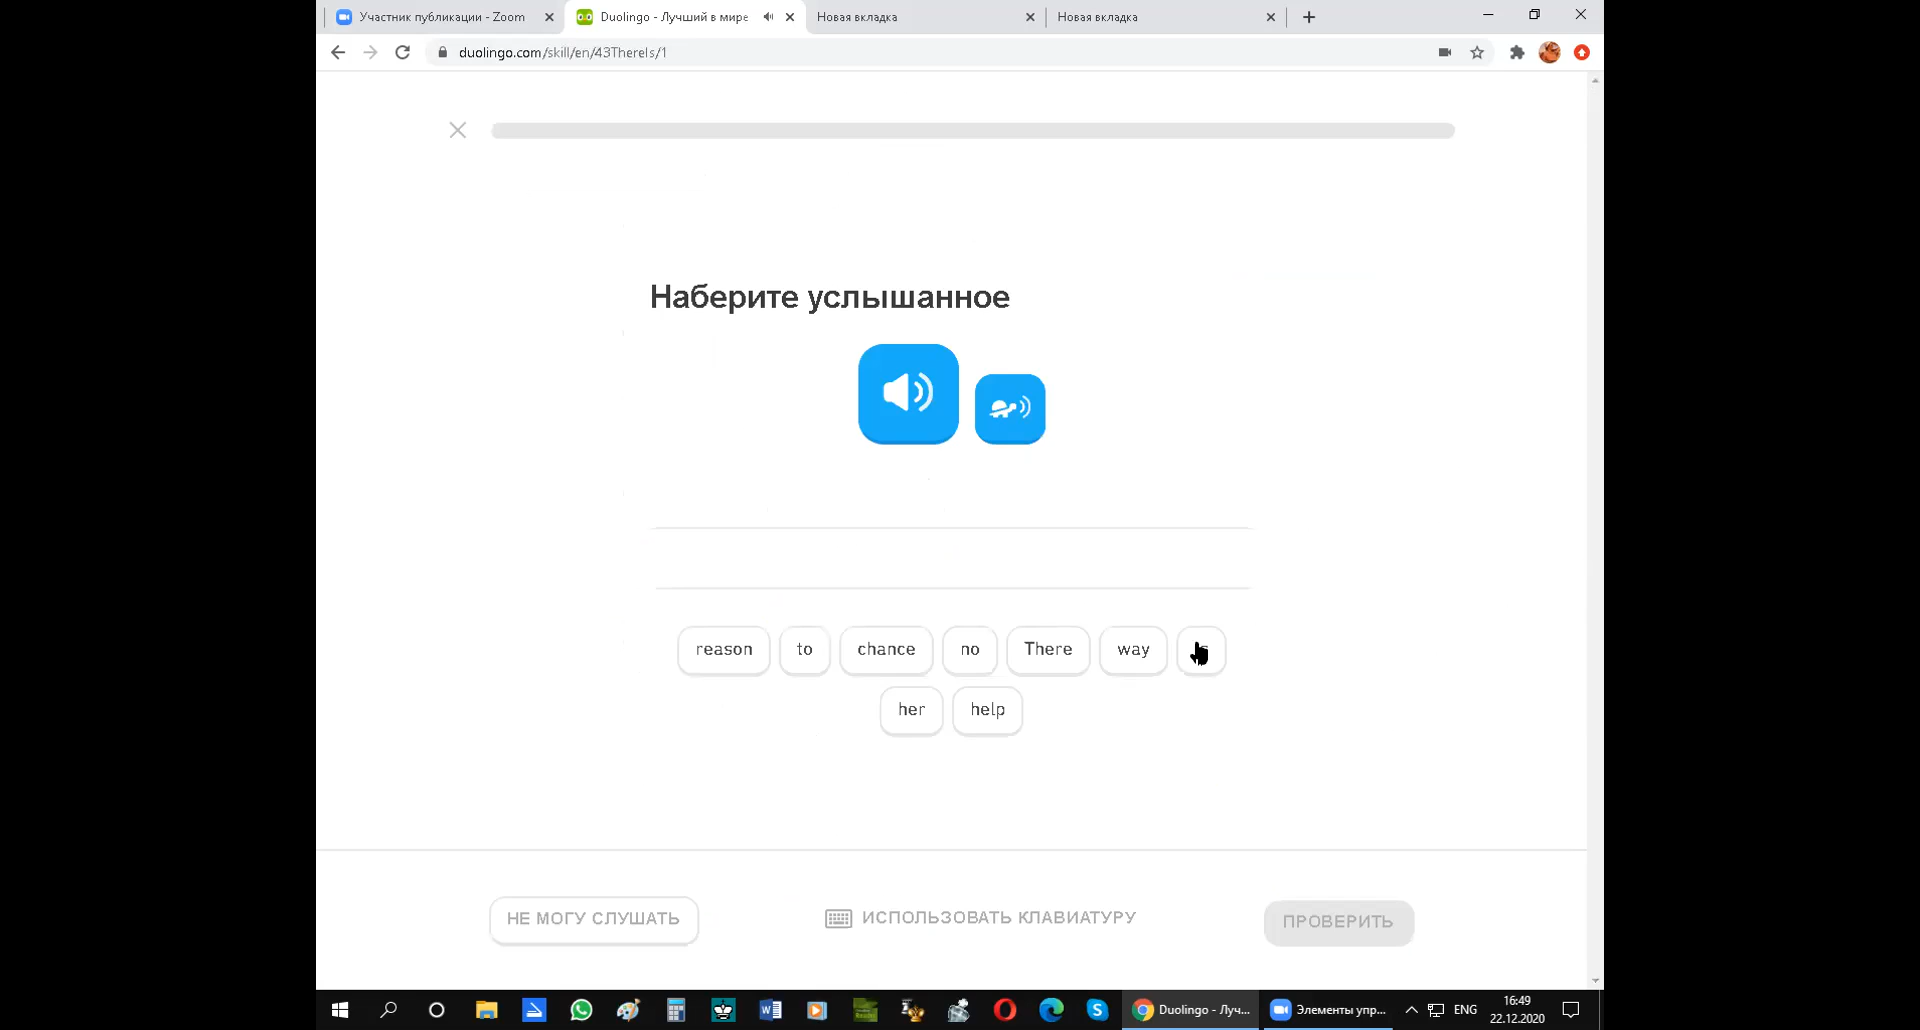 Участник публикации - Zoom
Duolingo - Лучший в мире
Новая вкладка
Новая вкладка
duolingo.com/skill/en/43ThereIs/1
Наберите услышанное
reason to chance no There way
her help
НЕ МОГУ СЛУШАТЬ
ИСПОЛЬЗОВАТЬ КЛАВИАТУРУ
ПРОВЕРИТЬ
Duolingo - Луч...
Элементы упр...
ENG
16:49
22.12.2020